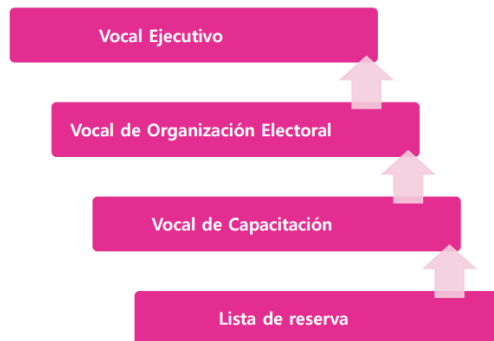 Vocal Ejecutivo
Vocal de Organización Electoral
Vocal de Capacitación
Lista de reserva